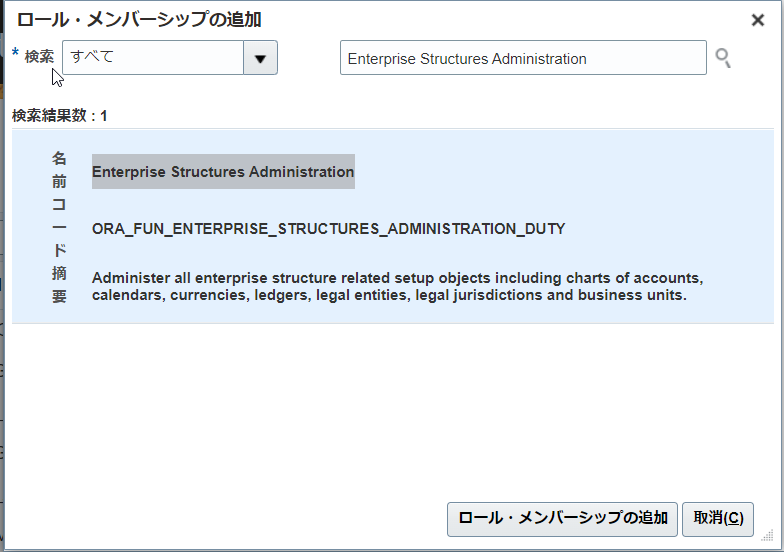 ロール・メンバーシップの追加
* 検索 すべて Enterprise Structures Administration
検索結果数 : 1
名前 Enterprise Structures Administration
コード ORA_FUN_ENTERPRISE_STRUCTURES_ADMINISTRATION_DUTY
摘要 Administer all enterprise structure related setup objects including charts of accounts,
calendars, currencies, ledgers, legal entities, legal jurisdictions and business units.
ロール・メンバーシップの追加 取消(C)